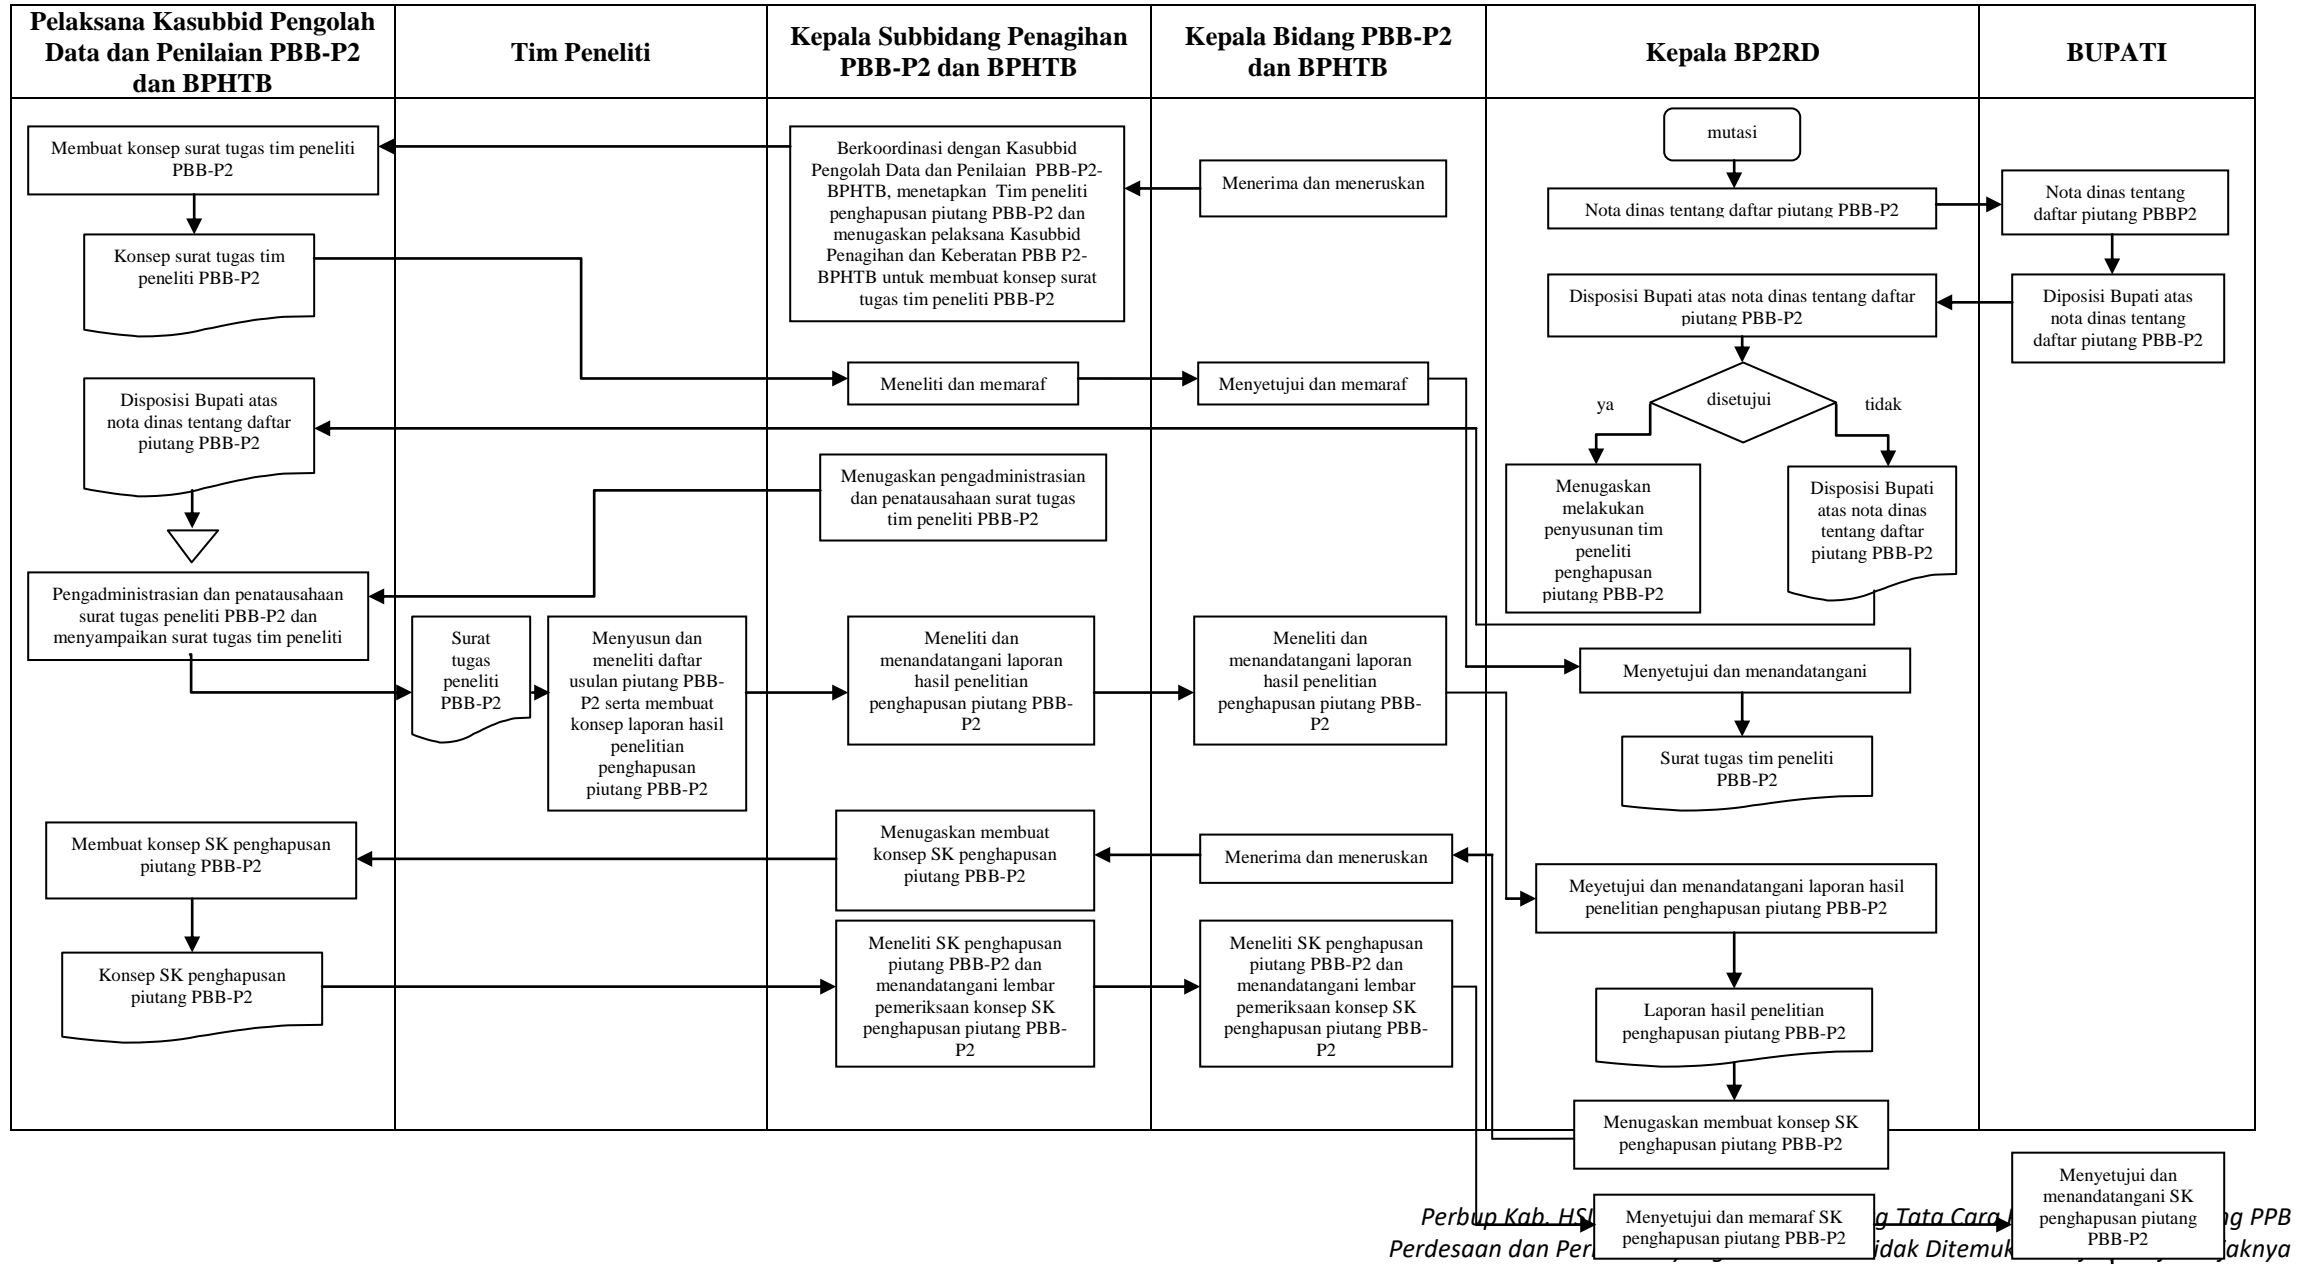 Pelaksana Kasubbid Pengolah
Data dan Penilaian PBB-P2
dan BPHTB
Tim Peneliti
Kepala Subbidang Penagihan
PBB-P2 dan BPHTB
Kepala Bidang PBB-P2
dan BPHTB
Kepala BP2RD
BUPATI
mutasi
Membuat konsep surat tugas tim peneliti
PBB-P2
Berkoordinasi dengan Kasubbid
Pengolah Data dan Penilaian PBB-P2-
BPHTB, menetapkan Tim peneliti
penghapusan piutang PBB-P2 dan
menugaskan pelaksana Kasubbid
Penagihan dan Keberatan PBB P2-
BPHTB untuk membuat konsep surat
tugas tim peneliti PBB-P2
Menerima dan meneruskan
Nota dinas tentang daftar piutang PBB-P2
Nota dinas tentang
daftar piutang PBBP2
Konsep surat tugas tim
peneliti PBB-P2
Disposisi Bupati atas nota dinas tentang daftar
piutang PBB-P2
Diposisi Bupati atas
nota dinas tentang
daftar piutang PBB-P2
Meneliti dan memaraf
Menyetujui dan memaraf
ya
disetujui
tidak
Disposisi Bupati atas
nota dinas tentang daftar
piutang PBB-P2
Menugaskan pengadministrasian
dan penatausahaan surat tugas
tim peneliti PBB-P2
Menugaskan
melakukan
penyusunan tim
peneliti
penghapusan
piutang PBB-P2
Disposisi Bupati
atas nota dinas
tentang daftar
piutang PBB-P2
Pengadministrasian dan penatausahaan
surat tugas peneliti PBB-P2 dan
menyampaikan surat tugas tim peneliti
Surat
tugas
peneliti
PBB-P2
Menyusun dan
meneliti daftar
usulan piutang PBB-
P2 serta membuat
konsep laporan hasil
penelitian
penghapusan
piutang PBB-P2
Meneliti dan
menandatangani laporan
hasil penelitian
penghapusan piutang PBB-
P2
Meneliti dan
menandatangani laporan
hasil penelitian
penghapusan piutang PBB-
P2
Menyetujui dan menandatangani
Surat tugas tim peneliti
PBB-P2
Membuat konsep SK penghapusan
piutang PBB-P2
Menugaskan membuat
konsep SK penghapusan
piutang PBB-P2
Menerima dan meneruskan
Meyetujui dan menandatangani laporan hasil
penelitian penghapusan piutang PBB-P2
Konsep SK penghapusan
piutang PBB-P2
Meneliti SK penghapusan
piutang PBB-P2 dan
menandatangani lembar
pemeriksaan konsep SK
penghapusan piutang PBB-
P2
Meneliti SK penghapusan
piutang PBB-P2 dan
menandatangani lembar
pemeriksaan konsep SK
penghapusan piutang PBB-
P2
Laporan hasil penelitian
penghapusan piutang PBB-P2
Menugaskan membuat konsep SK
penghapusan piutang PBB-P2
Menyetujui dan memaraf SK
penghapusan piutang PBB-P2
Menyetujui dan
menandatangani SK
penghapusan piutang
PBB-P2
Perbup Kab. Tata Cara PPB
Perdesaan dan